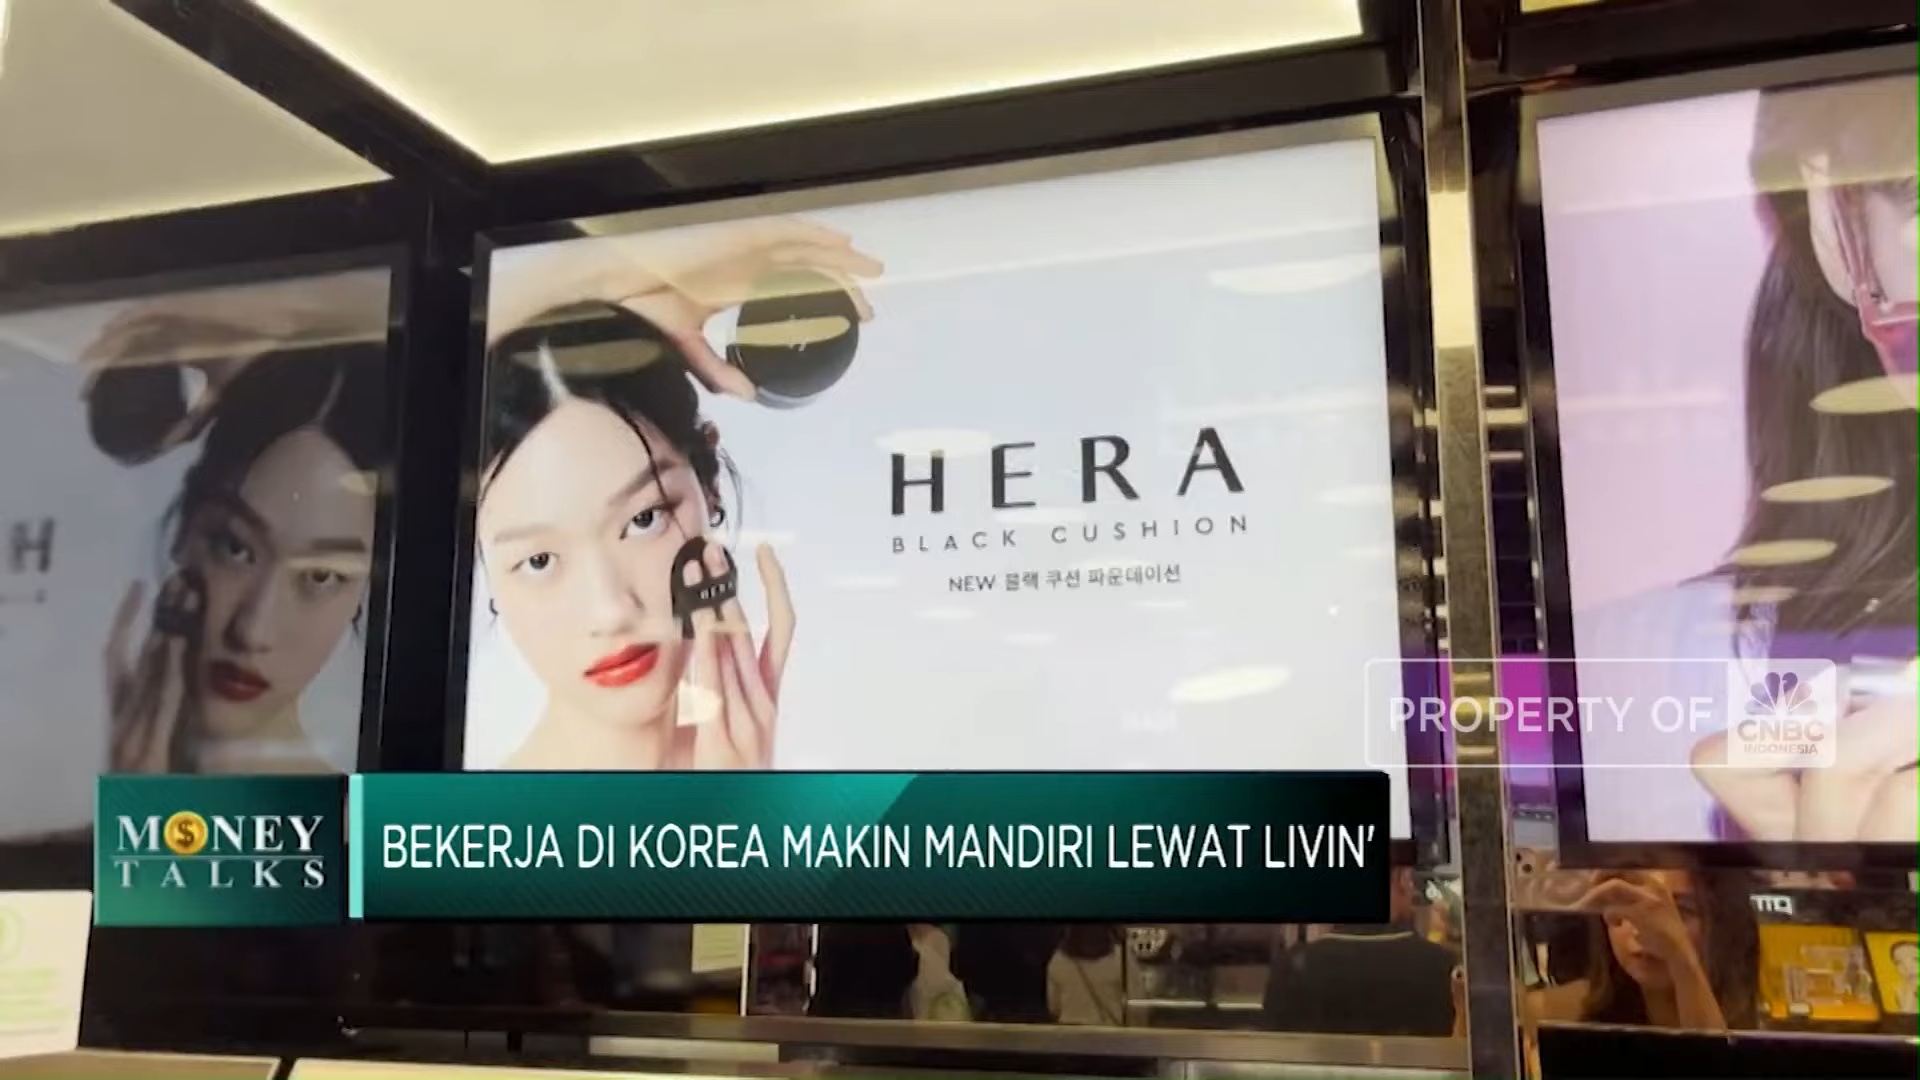 HERA
BLACK CUSHION
NEW 블랙 쿠션 파운데이션
HERA
H
PROPERTY OF CNBC INDONESIA
MONEY TALKS
BEKERJA DI KOREA MAKIN MANDIRI LEWAT LIVIN'